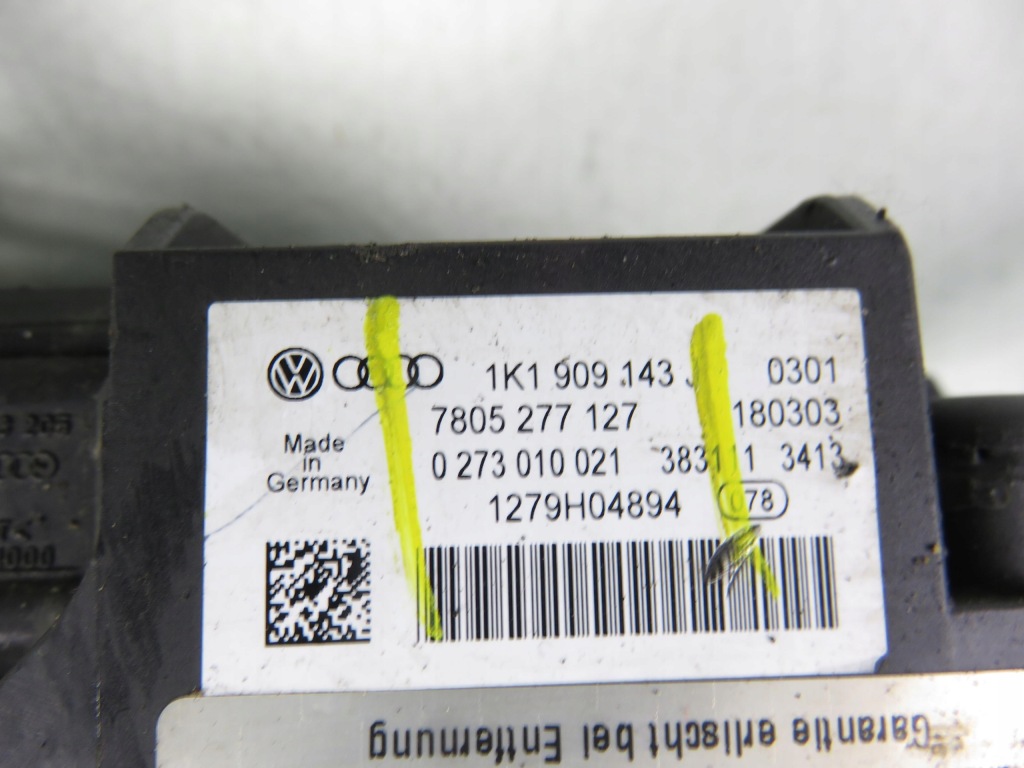 1K1 909 143 J 0301
7805 277 127 180303
Made
in
Germany
0 273 010 021 3413
1279H04894 078
Garantie erlischt bei Entfernung